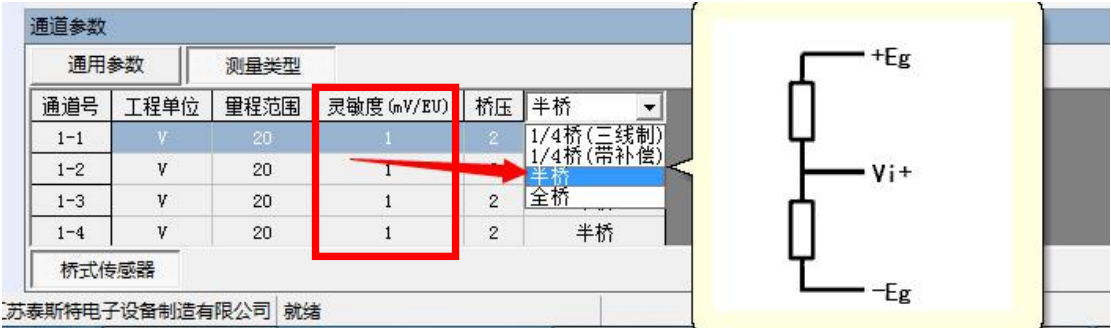 通道参数
通用参数 测量类型
通道号 工程单位 量程范围 灵敏度(mV/EU) 桥压 半桥
1-1 V 20 1 2 1/4桥(三线制)
1/4桥(带补偿)
1-2 V 20 1 半桥
1-3 V 20 1 2 全桥
1-4 V 20 1 2 半桥
桥式传感器
苏泰斯特电子设备制造有限公司 就绪
+Eg
Vi+
-Eg